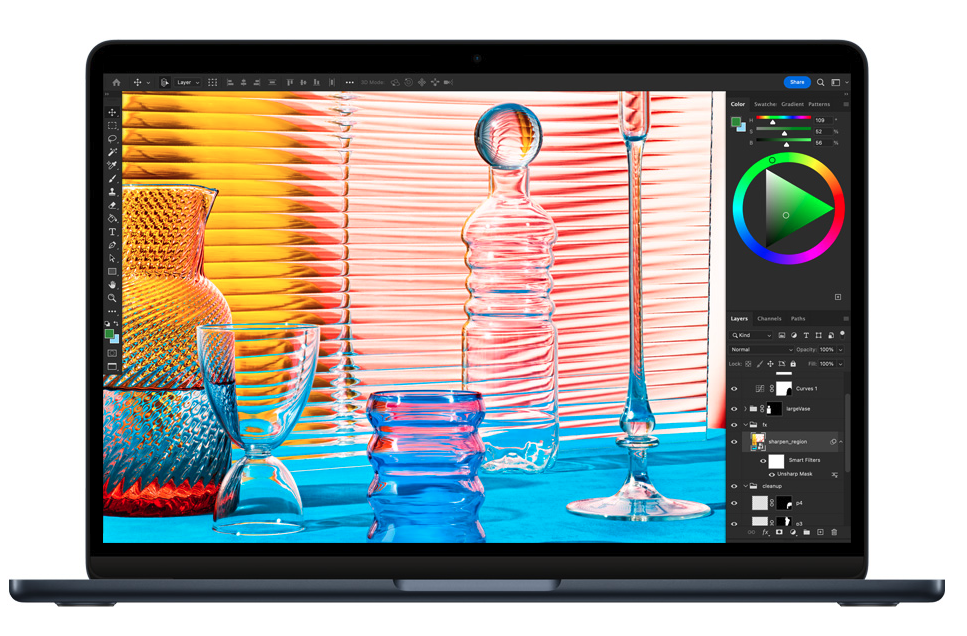 Layer
3D Mode:
Share
Color Swatches Gradient Patterns
H 109 °
S 52 %
B 56 %
Layers Channels Paths
Kind
Normal Opacity: 100%
Lock: Fill: 100%
Curves 1
largeVase
fx
sharpen_region
Smart Filters
Unsharp Mask
cleanup
p4
p3
fx